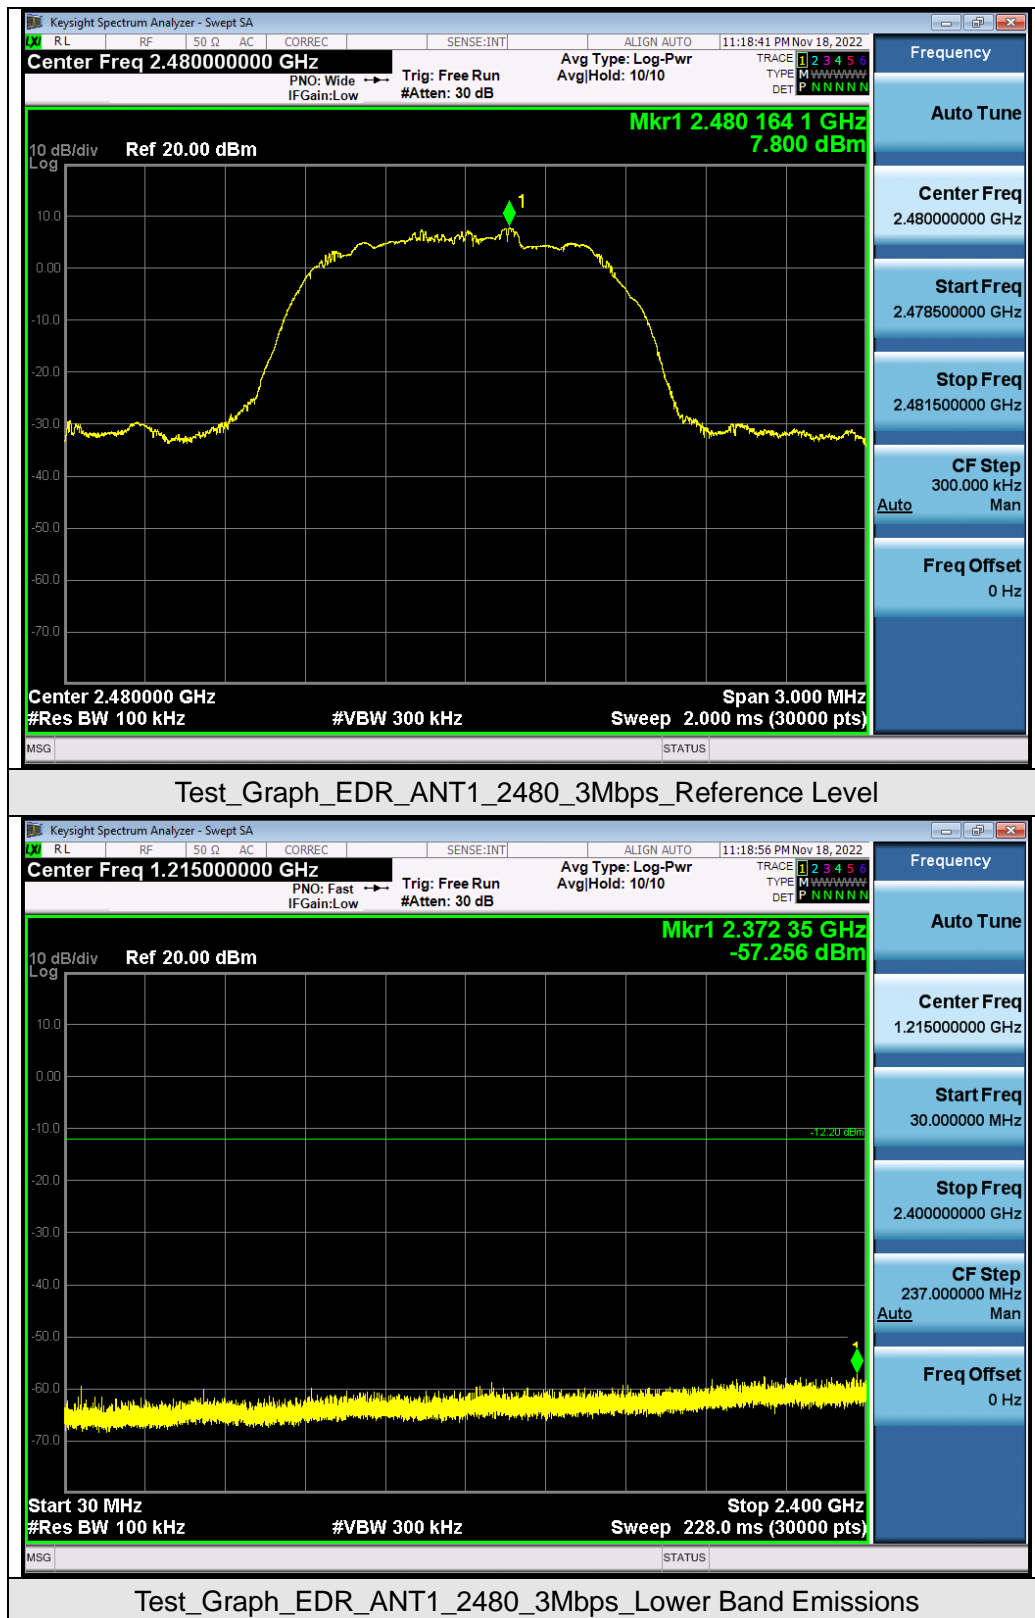 Keysight Spectrum Analyzer - Swept SA
LXI RL RF 50 Ω AC CORREC SENSE:INT ALIGN AUTO 11:18:41 PM Nov 18, 2022
Center Freq 2.480000000 GHz
PNO: Wide
IFGain:Low
Trig: Free Run
#Atten: 30 dB
Avg Type: Log-Pwr
Avg|Hold: 10/10
TRACE 1 2 3 4 5 6
TYPE M WWWWW
DET P N N N N N
Mkr1 2.480 164 1 GHz
7.800 dBm
10 dB/div Ref 20.00 dBm
Log
1
10.0
0.00
-10.0
-20.0
-30.0
-40.0
-50.0
-60.0
-70.0
Center 2.480000 GHz Span 3.000 MHz
#Res BW 100 kHz #VBW 300 kHz Sweep 2.000 ms (30000 pts)
MSG STATUS
Frequency
Auto Tune
Center Freq
2.480000000 GHz
Start Freq
2.478500000 GHz
Stop Freq
2.481500000 GHz
CF Step
300.000 kHz
Auto Man
Freq Offset
0 Hz
Test_Graph_EDR_ANT1_2480_3Mbps_Reference Level
Keysight Spectrum Analyzer - Swept SA
LXI RL RF 50 Ω AC CORREC SENSE:INT ALIGN AUTO 11:18:56 PM Nov 18, 2022
Center Freq 1.215000000 GHz
PNO: Fast
IFGain:Low
Trig: Free Run
#Atten: 30 dB
Avg Type: Log-Pwr
Avg|Hold: 10/10
TRACE 1 2 3 4 5 6
TYPE M WWWWW
DET P N N N N N
Mkr1 2.372 35 GHz
-57.256 dBm
10 dB/div Ref 20.00 dBm
Log
10.0
0.00
-10.0
-12.20 dBm
-20.0
-30.0
-40.0
-50.0
1
-60.0
-70.0
Start 30 MHz Stop 2.400 GHz
#Res BW 100 kHz #VBW 300 kHz Sweep 228.0 ms (30000 pts)
MSG STATUS
Frequency
Auto Tune
Center Freq
1.215000000 GHz
Start Freq
30.000000 MHz
Stop Freq
2.400000000 GHz
CF Step
237.000000 MHz
Auto Man
Freq Offset
0 Hz
Test_Graph_EDR_ANT1_2480_3Mbps_Lower Band Emissions